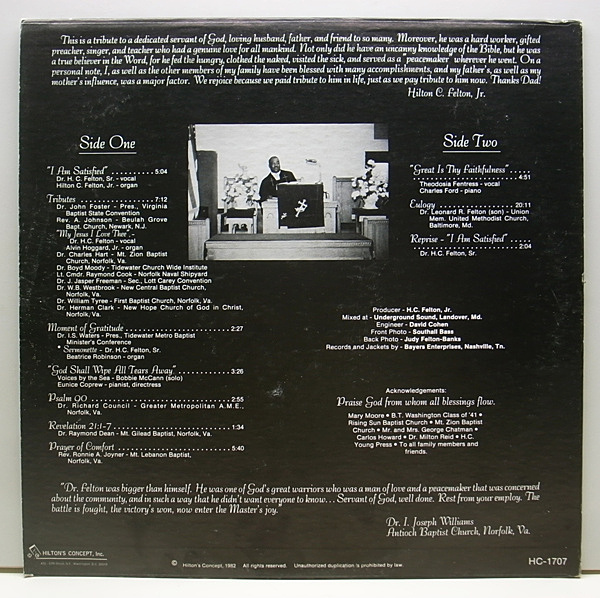 This is a tribute to a dedicated servant of God, loving husband, father, and friend to so many. Moreover, he was a hard worker, gifted
preacher, singer, and teacher who had a genuine love for all mankind. Not only did he have an uncanny knowledge of the Bible, but he was
a true believer in the Word, for he fed the hungry, clothed the naked, visited the sick, and served as a "peacemaker" wherever he went. On a
personal note, I, as well as the other members of my family have been blessed with many accomplishments, and my father's, as well as my
mother's influence, was a major factor. We rejoice because we paid tribute to him in life, just as we pay tribute to him now. Thanks Dad!
Hilton C. Felton, Jr.
Side One
"I Am Satisfied" .......... 5:04
Dr. H. C. Felton, Sr. - vocal
Hilton C. Felton, Jr. - organ
Tributes .................. 7:12
Dr. John Foster - Pres., Virginia
Baptist State Convention
Rev. A. Johnson - Beulah Grove
Bapt. Church, Newark, N.J.
"My Jesus I Love Thee", -
Dr. H.C. Felton - vocal
Alvin Hoggard, Jr. - organ
Dr. Charles Hart - Mt. Zion Baptist
Church, Norfolk, Va.
Dr. Boyd Moody - Tidewater Church Wide Institute
Lt. Cmdr. Raymond Cook - Norfolk Naval Shipyard
Dr. J. Jasper Freeman - Sec., Lott Carey Convention
Dr. W.B. Westbrook - New Central Baptist Church,
Norfolk, Va.
Dr. William Tyree - First Baptist Church, Norfolk, Va.
Dr. Herman Clark - New Hope Church of God in Christ,
Norfolk, Va.
Moment of Gratitude .................. 2:27
Dr. I.S. Waters - Pres., Tidewater Metro Baptist
Minister's Conference
* Sermonette - Dr. H.C. Felton, Sr.
Beatrice Robinson - organ
"God Shall Wipe All Tears Away" .......... 3:26
Voices by the Sea - Bobbie McCann (solo)
Eunice Coprew - pianist, directress
Psalm 90 .................. 2:55
Dr. Richard Council - Greater Metropolitan A.M.E.,
Norfolk, Va.
Revelation 21:1-7 .................. 1:34
Dr. Raymond Dean - Mt. Gilead Baptist, Norfolk, Va.
Prayer of Comfort .................. 5:40
Rev. Ronnie A. Joyner - Mt. Lebanon Baptist,
Norfolk, Va.
Side Two
"Great Is Thy Faithfulness" .....
4:51
Theodosia Fentress - vocal
Charles Ford - piano
Eulogy .................. 20:11
Dr. Leonard R. Felton (son) - Union
Mem. United Methodist Church,
Baltimore, Md.
Reprise - "I Am Satisfied" .....
2:04
Dr. H.C. Felton, Sr.
Producer - H.C. Felton, Jr.
Mixed at - Underground Sound, Landover, Md.
Engineer - David Cohen
Front Photo - Southall Bass
Back Photo - Judy Felton-Banks
Records and Jackets by - Bayers Enterprises, Nashville, Tn.
Acknowledgements:
Praise God from whom all blessings flow.
Mary Moore • B.T. Washington Class of '41 •
Rising Sun Baptist Church • Mt. Zion Baptist
Church • Mr. and Mrs. George Chatman •
Carlos Howard • Dr. Milton Reid • H.C.
Young Press • To all family members and
friends.
"Dr. Felton was bigger than himself. He was one of God's great warriors who was a man of love and a peacemaker that was concerned
about the community, and in such a way that he didn't want everyone to know... Servant of God, well done. Rest from your employ. The
battle is fought, the victory's won, now enter the Master's joy."
Dr. I. Joseph Williams
Antioch Baptist Church, Norfolk, Va.
HILTON'S CONCEPT, Inc.
© Hilton's Concept, 1982 All rights reserved. Unauthorized duplication is prohibited by law.
HC-1707